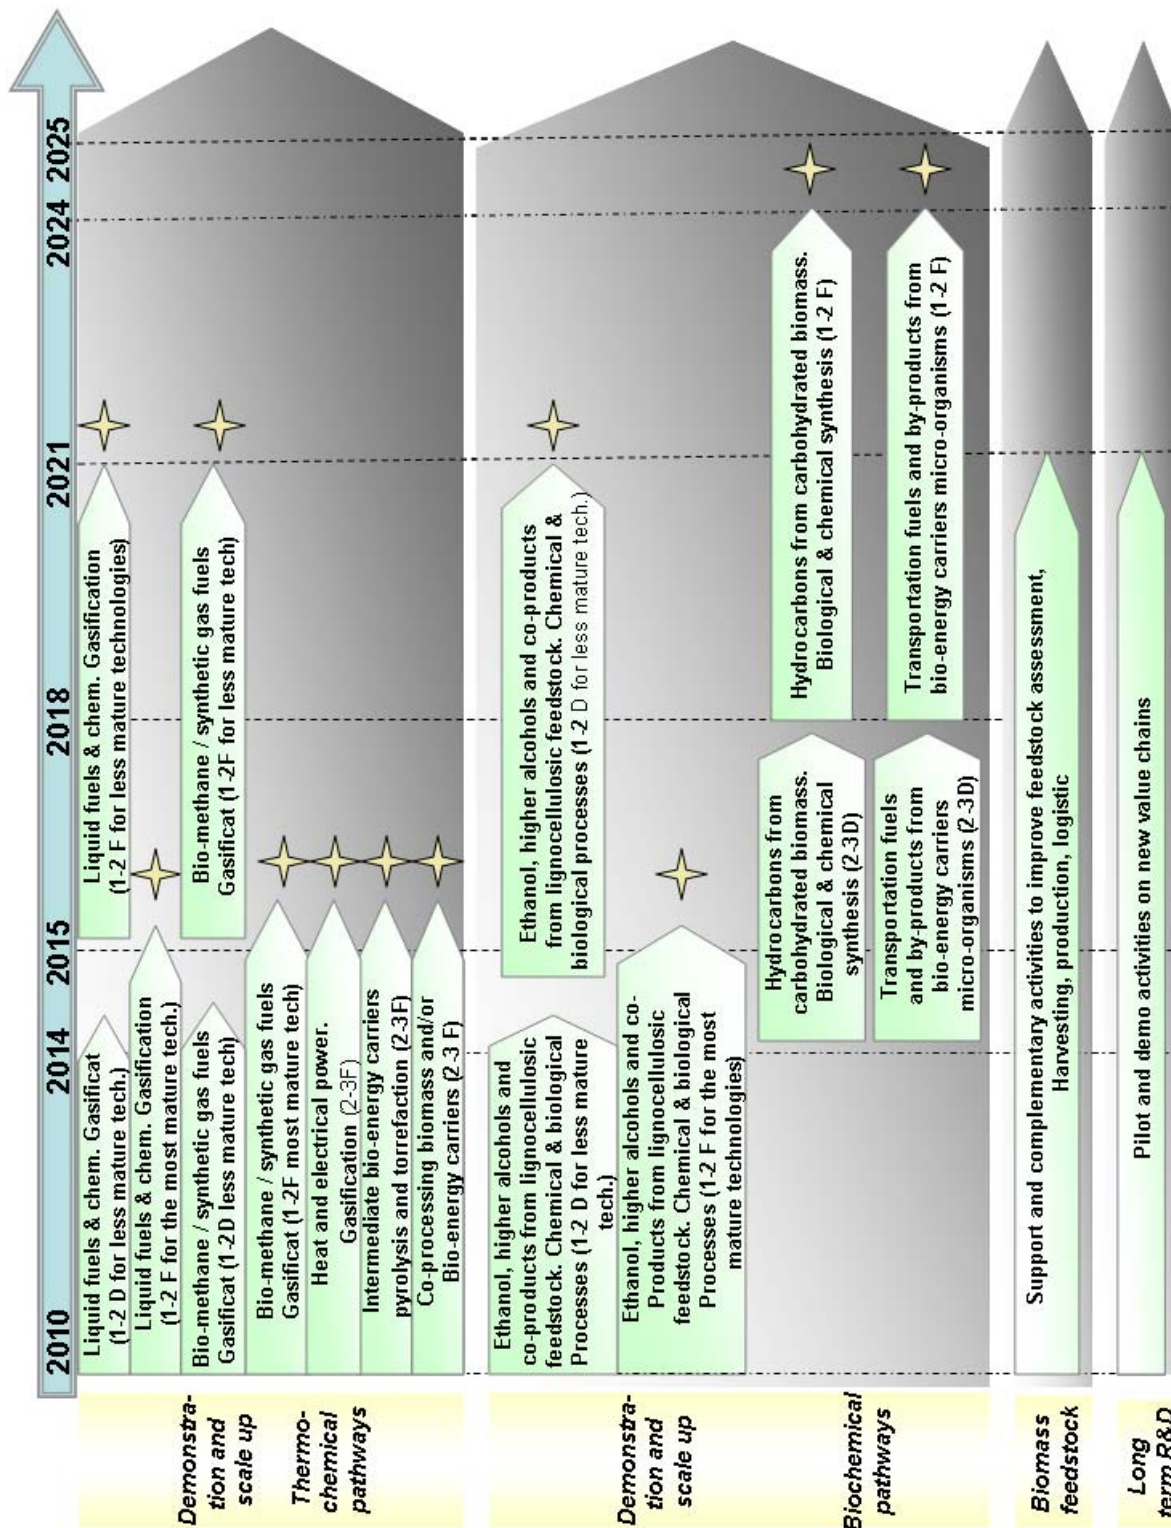 2010
2014
2015
2018
2021
2024
2025
Demonstra-
tion and
scale up
Thermo-
chemical
pathways
Liquid fuels & chem. Gasificat
(1-2 D for less mature tech.)
Liquid fuels & chem. Gasification
(1-2 F for less mature technologies)
Liquid fuels & chem. Gasification
(1-2 F for the most mature tech.)
Bio-methane / synthetic gas fuels
Gasificat (1-2D less mature tech)
Bio-methane / synthetic gas fuels
Gasificat (1-2F for less mature tech)
Bio-methane / synthetic gas fuels
Gasificat (1-2F most mature tech)
Heat and electrical power.
Gasification (2-3F)
Intermediate bio-energy carriers
pyrolysis and torrefaction (2-3F)
Co-processing biomass and/or
Bio-energy carriers (2-3 F)
Demonstra-
tion and
scale up
Biochemical
pathways
Ethanol, higher alcohols and
co-products from lignocellulosic
feedstock. Chemical & biological
Processes (1-2 D for less mature
tech.)
Ethanol, higher alcohols and co-products
from lignocellulosic feedstock. Chemical &
biological processes (1-2 D for less mature tech.)
Ethanol, higher alcohols and co-
Products from lignocellulosic
feedstock. Chemical & biological
Processes (1-2 F for the most
mature technologies)
Hydrocarbons from
carbohydrated biomass.
Biological & chemical
synthesis (2-3D)
Hydrocarbons from carbohydrated biomass.
Biological & chemical synthesis (1-2 F)
Transportation fuels
and by-products from
bio-energy carriers
micro-organisms (2-3D)
Transportation fuels and by-products from
bio-energy carriers micro-organisms (1-2 F)
Biomass
feedstock
Support and complementary activities to improve feedstock assessment,
Harvesting, production, logistic
Long
term R&D
Pilot and demo activities on new value chains